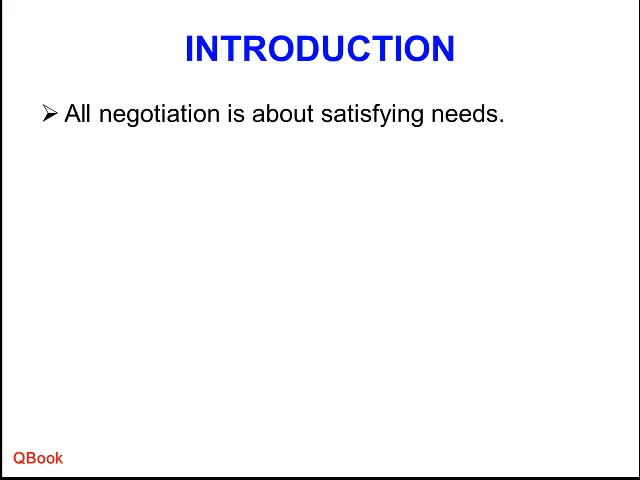 INTRODUCTION
➢ All negotiation is about satisfying needs.
QBook